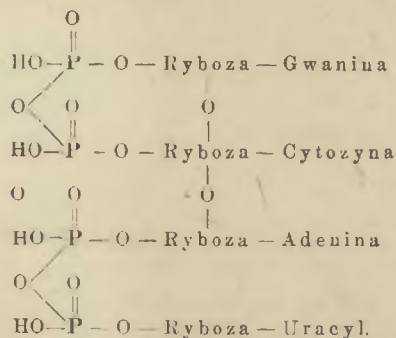 O
HO—P—O—Ryboza—Gwanina
O O O
HO—P—O—Ryboza—Cytozyna
O O O
HO—P—O—Ryboza—Adenina
O O
HO—P—O—Ryboza—Uracyl.